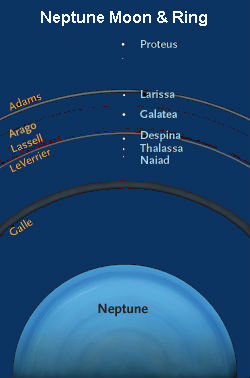 Neptune Moon & Ring
Proteus
Adams
Larissa
Arago
Galatea
Lassell
Despina
LeVerrier
Thalassa
Naiad
Galle
Neptune